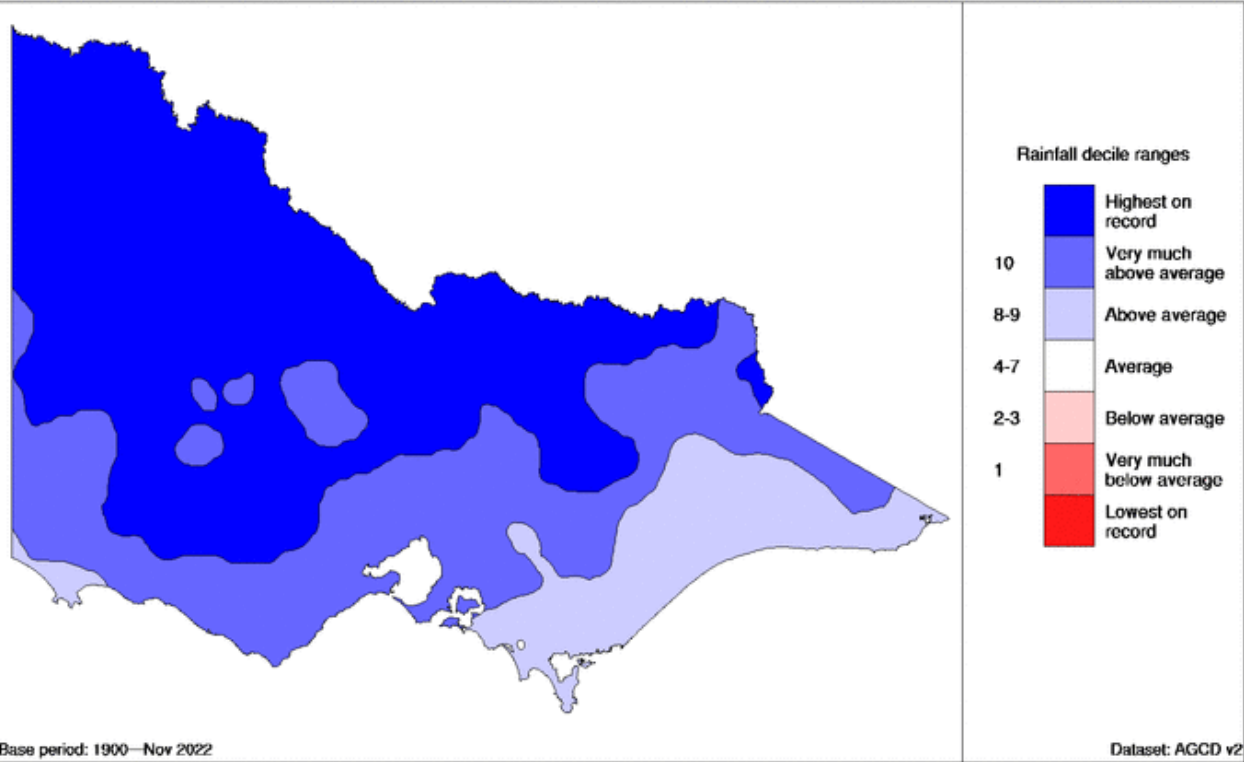 Rainfall decile ranges
Highest on
record
10
Very much
above average
8-9
Above average
4-7
Average
2-3
Below average
1
Very much
below average
Lowest on
record
Base period: 1900—Nov 2022
Dataset: AGCD v2